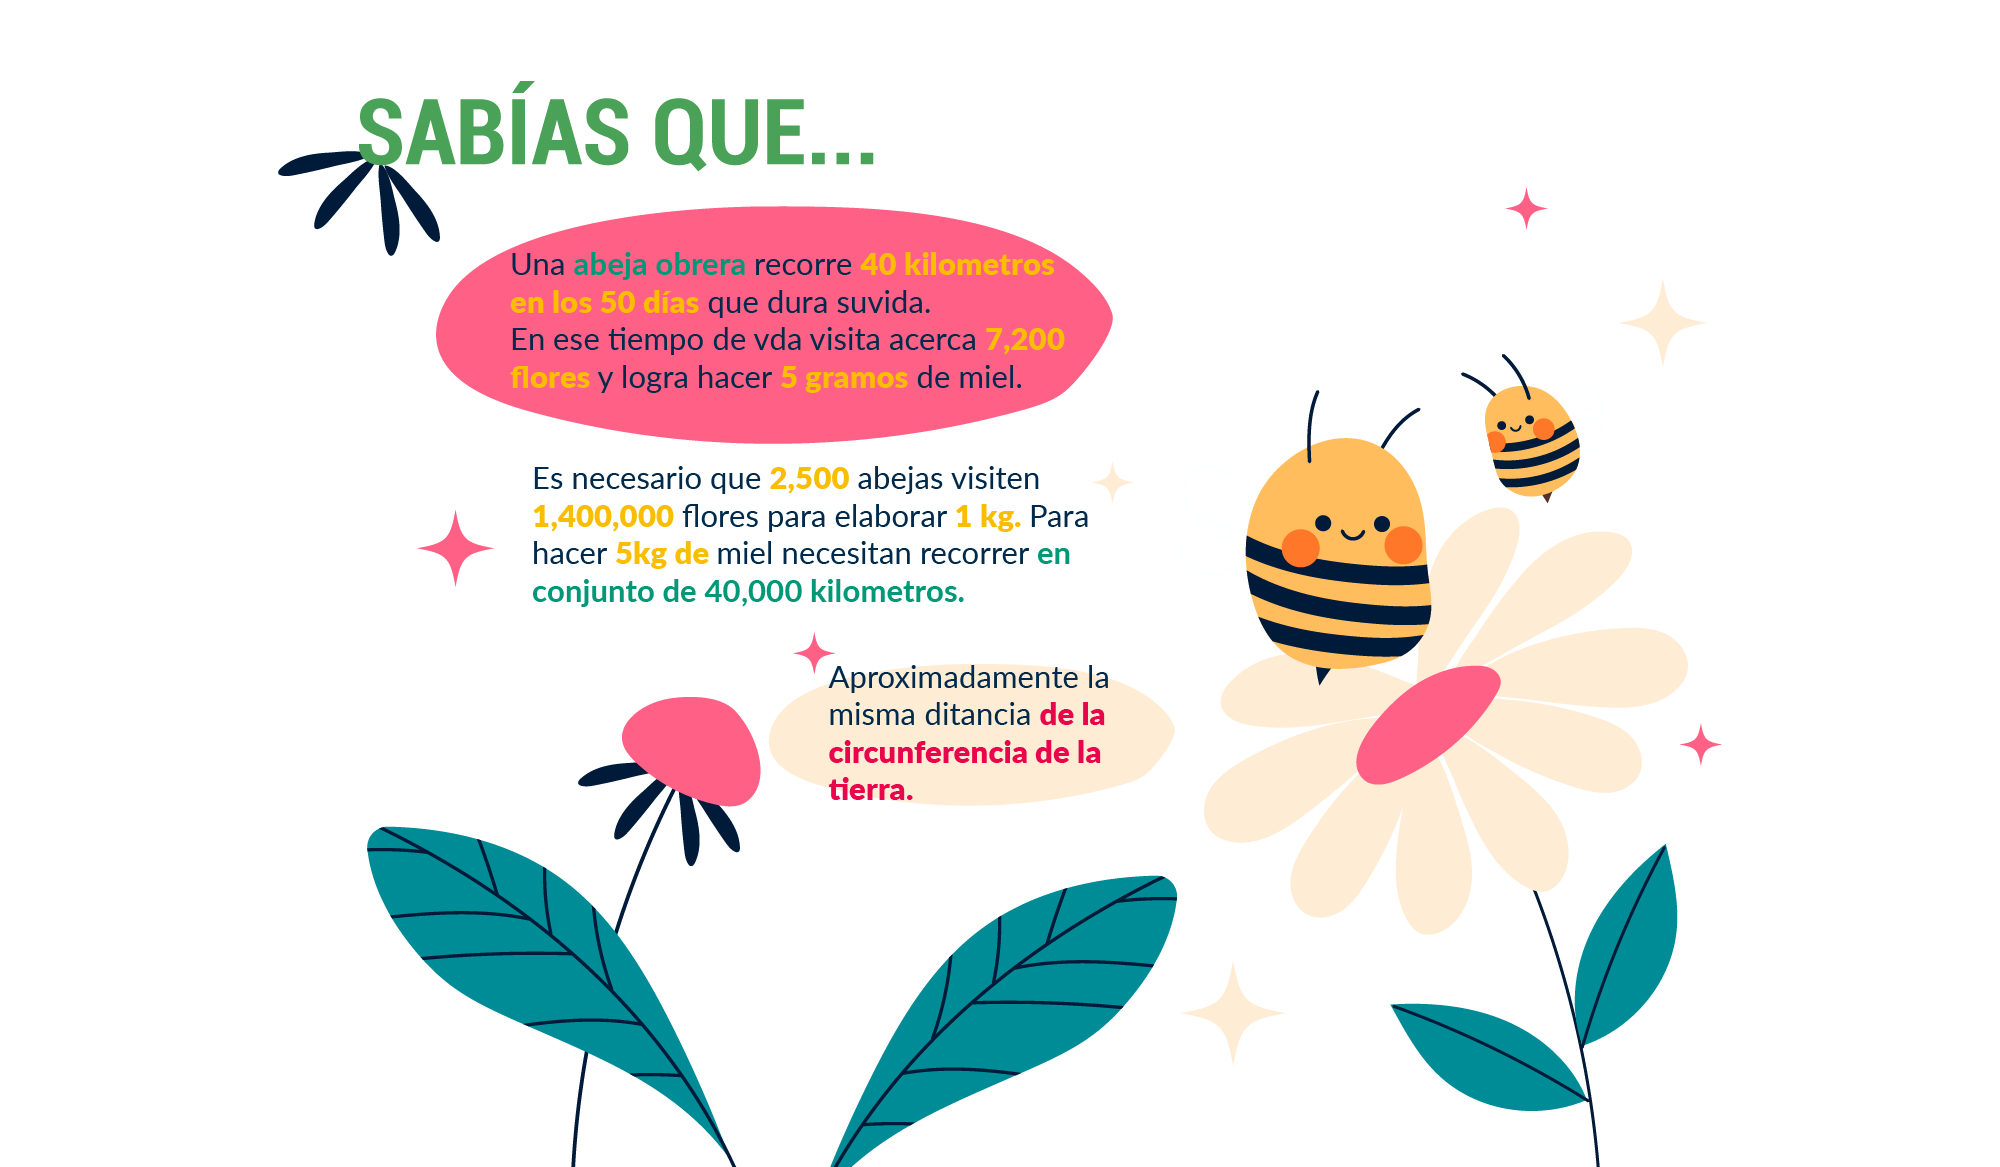 SABÍAS QUE...
Una abeja obrera recorre 40 kilometros
en los 50 días que dura suvida.
En ese tiempo de vda visita acerca 7,200
flores y logra hacer 5 gramos de miel.
Es necesario que 2,500 abejas visiten
1,400,000 flores para elaborar 1 kg. Para
hacer 5kg de miel necesitan recorrer en
conjunto de 40,000 kilometros.
Aproximadamente la
misma ditancia de la
circunferencia de la
tierra.